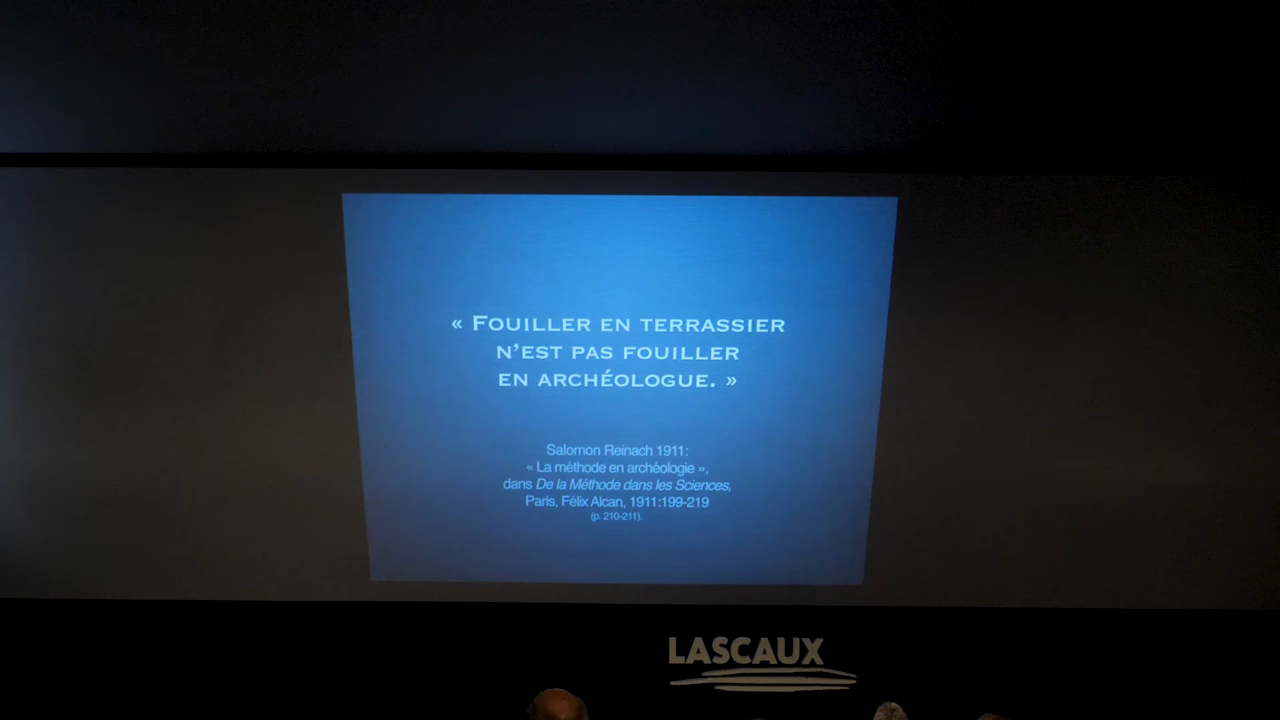 « FOUILLER EN TERRASSIER
N’EST PAS FOUILLER
EN ARCHÉOLOGUE. »
Salomon Reinach 1911:
« La méthode en archéologie »,
dans De la Méthode dans les Sciences,
Paris, Félix Alcan, 1911:199-219
(p. 210-211).
LASCAUX